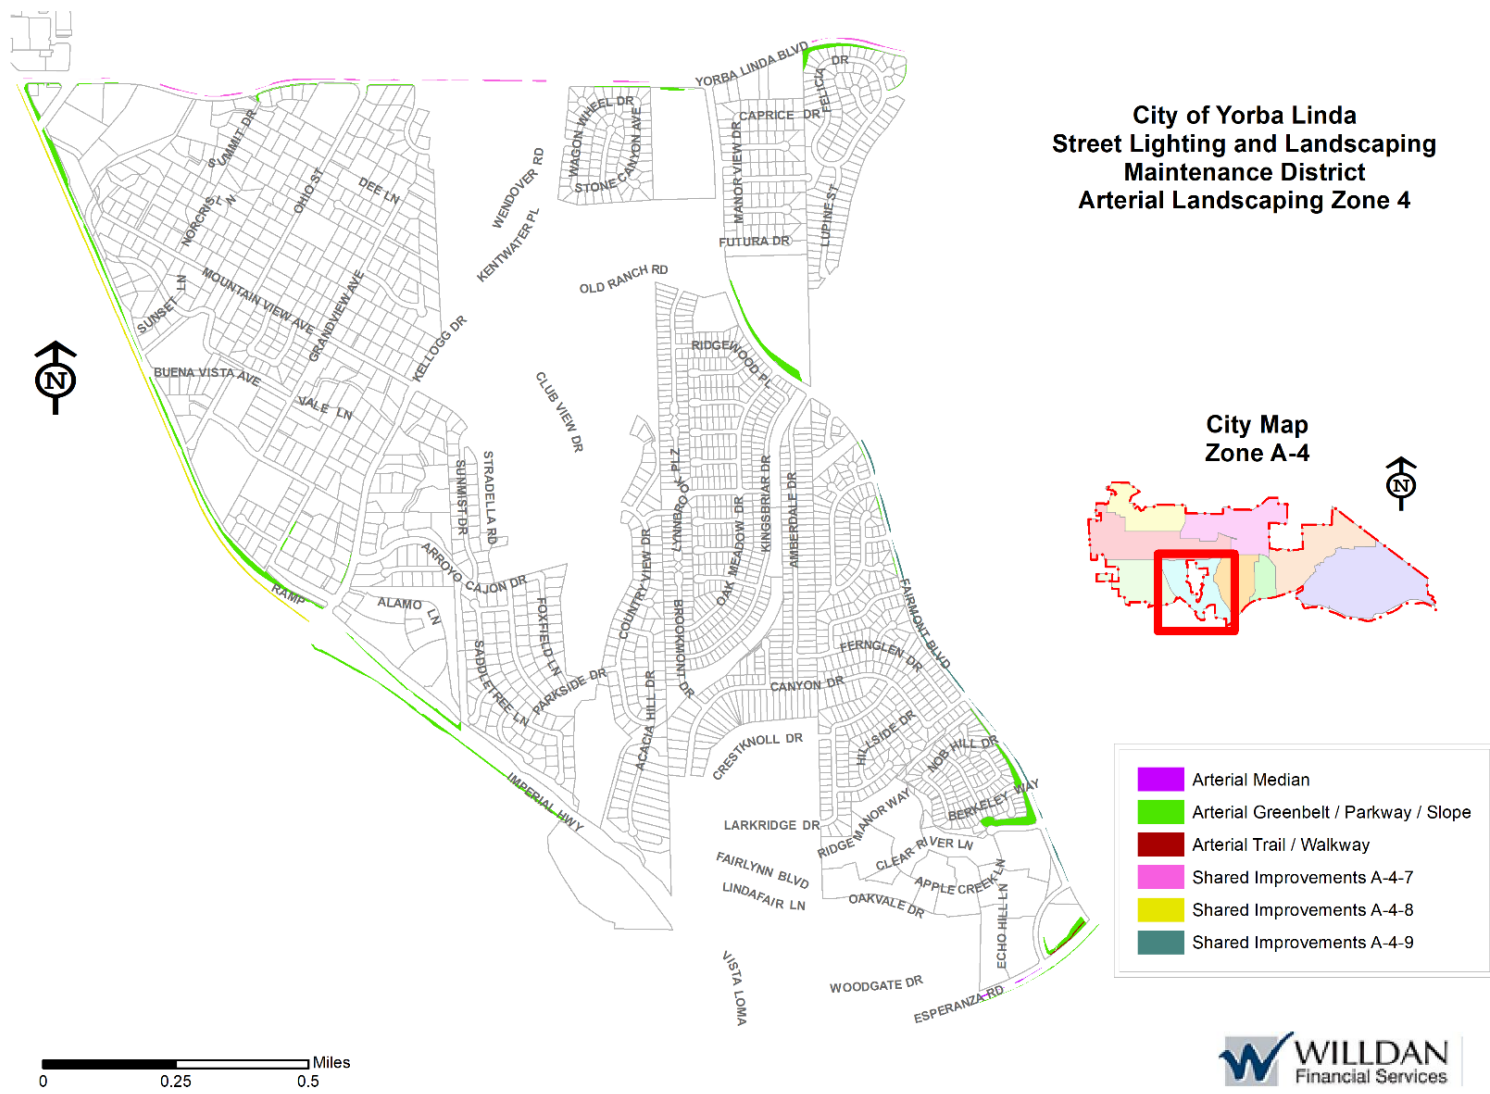 City of Yorba Linda
Street Lighting and Landscaping
Maintenance District
Arterial Landscaping Zone 4
YORBA LINDA BLVD
FELICIA DR
CAPRICE DR
MANOR VIEW DR
LUPINE ST
FUTURA DR
WAGON WHEEL DR
STONE CANYON AVE
WENDOVER RD
KENTWATER PL
OLD RANCH RD
SUMMIT DR
OHIO ST
DEE LN
NORCRIS LN
SUNSET LN
MOUNTAIN VIEW AVE
GRANDVIEW AVE
KELLOGG DR
BUENA VISTA AVE
VALE LN
CLUB VIEW DR
RIDGEWOOD PL
N
STRADELLA RD
SUNMIST DR
LYNNBROOK PLZ
OAK MEADOW DR
KINGSBRIAR DR
AMBERDALE DR
COUNTRY VIEW DR
ARROYO CAJON DR
RAMP
ALAMO LN
FOXFIELD LN
SADDLETREE LN
PARKSIDE DR
BROOKMONT DR
ACACIA HILL DR
FAIRMONT BLVD
FERNGLEN DR
CANYON DR
CRESTKNOLL DR
HILLSIDE DR
NOB HILL DR
BERKELEY WAY
IMPERIAL HWY
LARKRIDGE DR
RIDGE MANOR WAY
CLEAR RIVER LN
APPLE CREEK LN
FAIRLYNN BLVD
LINDAFAIR LN
OAKVALE DR
ECHO HILL LN
VISTA LOMA
WOODGATE DR
ESPERANZA RD
City Map
Zone A-4
N
Arterial Median
Arterial Greenbelt / Parkway / Slope
Arterial Trail / Walkway
Shared Improvements A-4-7
Shared Improvements A-4-8
Shared Improvements A-4-9
Miles
0 0.25 0.5
W WILLDAN
Financial Services